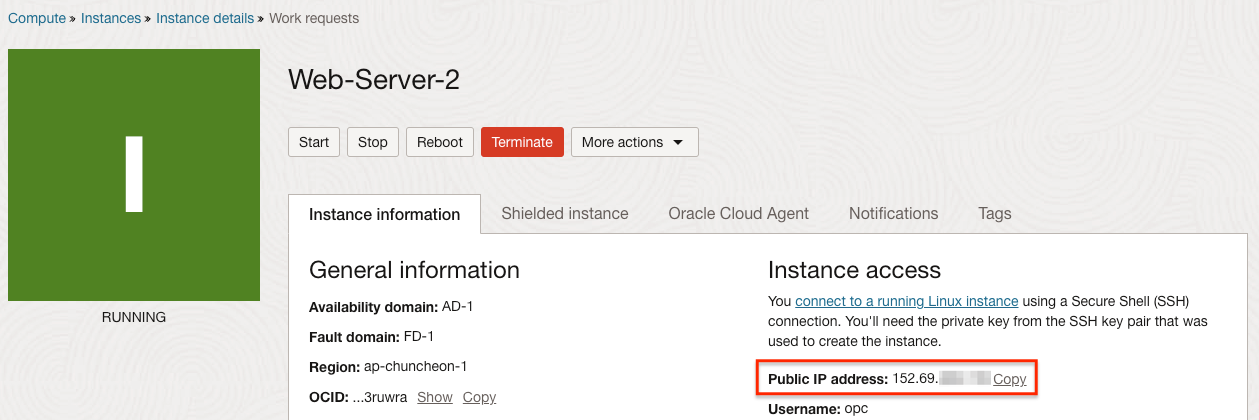 Compute » Instances » Instance details » Work requests
Web-Server-2
Start Stop Reboot Terminate More actions
Instance information Shielded instance Oracle Cloud Agent Notifications Tags
I
RUNNING
General information
Availability domain: AD-1
Fault domain: FD-1
Region: ap-chuncheon-1
OCID: ...3ruwra Show Copy
Instance access
You connect to a running Linux instance using a Secure Shell (SSH)
connection. You'll need the private key from the SSH key pair that was
used to create the instance.
Public IP address: 152.69. Copy
Username: opc